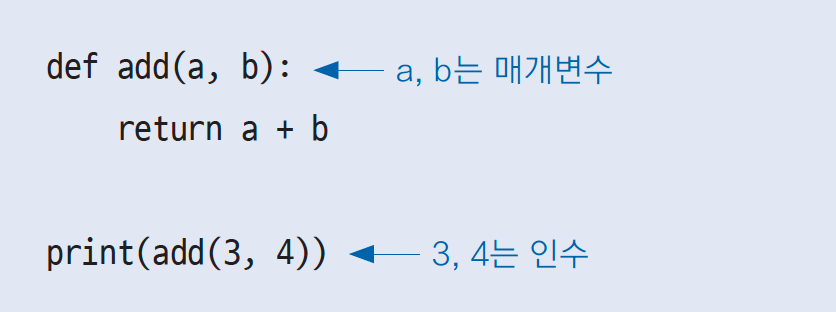 def add(a, b): a, b는 매개변수
    return a + b
print(add(3, 4)) 3, 4는 인수